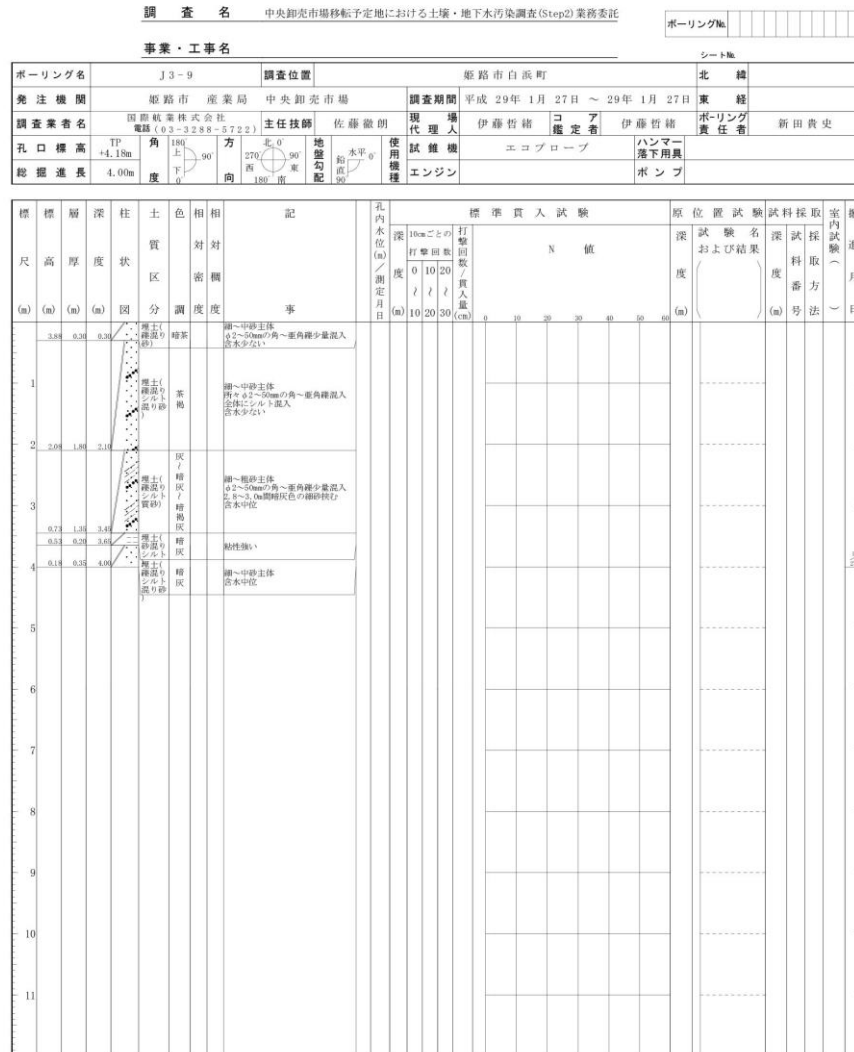 調 査 名 中央卸売市場移転予定地における土壌・地下水汚染調査(Step2)業務委託
ボーリングNo.
事業・工事名
シートNo.
ボーリング名 J3-9 調査位置 姫路市白浜町 北緯
発注機関 姫路市 産業局 中央卸売市場 調査期間 平成 29年 1月 27日 ~ 29年 1月 27日 東経
調査業者名 国際航業株式会社 電話(03-3288-5722) 主任技師 佐藤徹朗 現場代理人 伊藤哲緒 コア鑑定者 伊藤哲緒 ボーリング責任者 新田貴史
孔口標高 TP +4.18m 角度 180° 上 下 0° 90° 方向 北 0° 270° 90° 西 東 180° 南 地盤勾配 水平 0° 鉛直 90° 使用機種 試錐機 エコプローブ ハンマー落下用具
総掘進長 4.00m エンジン ポンプ
標尺(m) 標高(m) 層厚(m) 深度(m) 柱状図 土質区分 色調 相対密度 相対稠度 記事 孔内水位(m)/測定月日 標準貫入試験 原位置試験 試料採取 室内試験( )
深度(m) 10cmごとの打撃回数 打撃回数/貫入量(cm) N 値 深度(m) 試験名および結果 深度(m) 試料番号 採取方法
0 10 20
~ ~ ~
10 20 30 0 10 20 30 40 50 60
3.88 0.30 0.30 埋土(礫混り砂) 暗茶 細~中砂主体
φ2~50mmの角~亜角礫少量混入
含水少ない
1
2 2.08 1.80 2.10 埋土(礫混りシルト混り砂) 茶褐 細~中砂主体
所々φ2~50mmの角~亜角礫混入
全体にシルト混入
含水少ない
3
0.73 1.35 3.45 埋土(礫混りシルト質砂) 灰~暗灰~暗褐灰 細~粗砂主体
φ2~50mmの角~亜角礫少量混入
2.8~3.0m間暗灰色の細砂挟む
含水中位
0.53 0.20 3.65 埋土(砂混りシルト 暗灰 粘性強い
4 0.18 0.35 4.00 埋土(礫混りシルト混り砂) 暗灰 細~中砂主体
含水中位
5
6
7
8
9
10
11